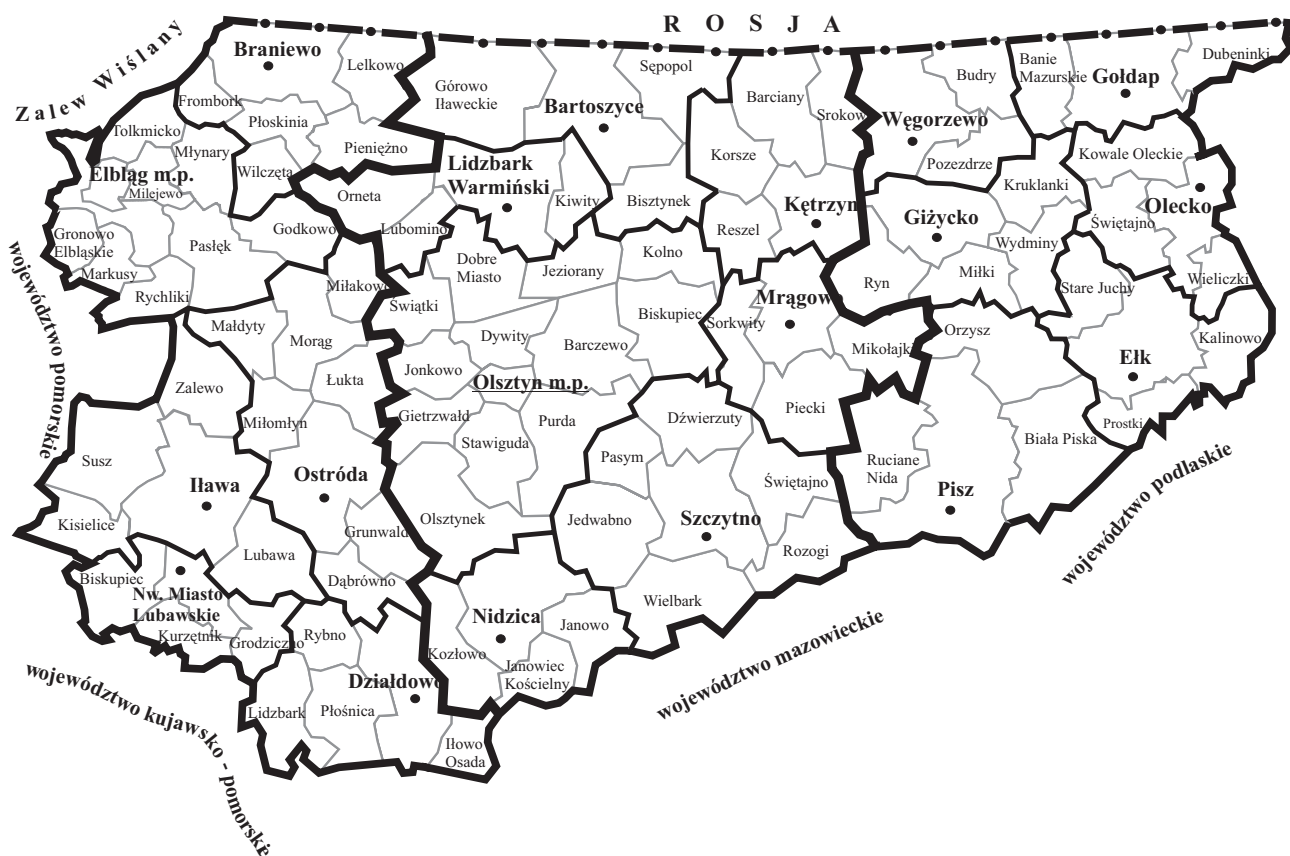 R O S J A
Zalew Wiślany
Braniewo
Lelkowo
Sępopol
Budry
Banie
Mazurskie
Dubeninki
Gołdap
Górowo
Iławeckie
Bartoszyce
Barciany
Frombork
Płoskinia
Srokow
Węgorzewo
Tolkmicko
Młynary
Pieniężno
Korsze
Pozezdrze
Kowale Oleckie
Elbląg m.p.
Milejewo
Wilczęta
Lidzbark
Warmiński
Orneta
Kiwity
Bisztynek
Kętrzyn
Kruklanki
Olecko
Gronowo
Elbląskie
Pasłęk
Godkowo
Lubomino
Reszel
Giżycko
Świętajno
Wydminy
Markusy
Rychliki
Dobre
Miasto
Jeziorany
Kolno
Miłakowo
Świątki
Ryn
Miłki
Stare Juchy
Wieliczki
Małdyty
Morąg
Dywity
Barczewo
Biskupiec
Sorkwity
Mrągowo
Mikołajki
Orzysz
Kalinowo
Ełk
Zalewo
Łukta
Jonkowo
Olsztyn m.p.
Miłomłyn
Gietrzwałd
Stawiguda
Purda
Dźwierzuty
Piecki
Biała Piska
Prostki
Susz
Iława
Ostróda
Pasym
Świętajno
Ruciane
Nida
Pisz
Kisielice
Lubawa
Grunwald
Olsztynek
Jedwabno
Szczytno
Rozogi
Biskupiec
Nw. Miasto
Lubawskie
Kurzętnik
Grodziczno
Dąbrówno
Rybno
Nidzica
Janowo
Wielbark
Kozłowo
Janowiec
Kościelny
Lidzbark
Płośnica
Działdowo
Iłowo
Osada
województwo pomorskie
województwo kujawsko - pomorskie
województwo mazowieckie
województwo podlaskie